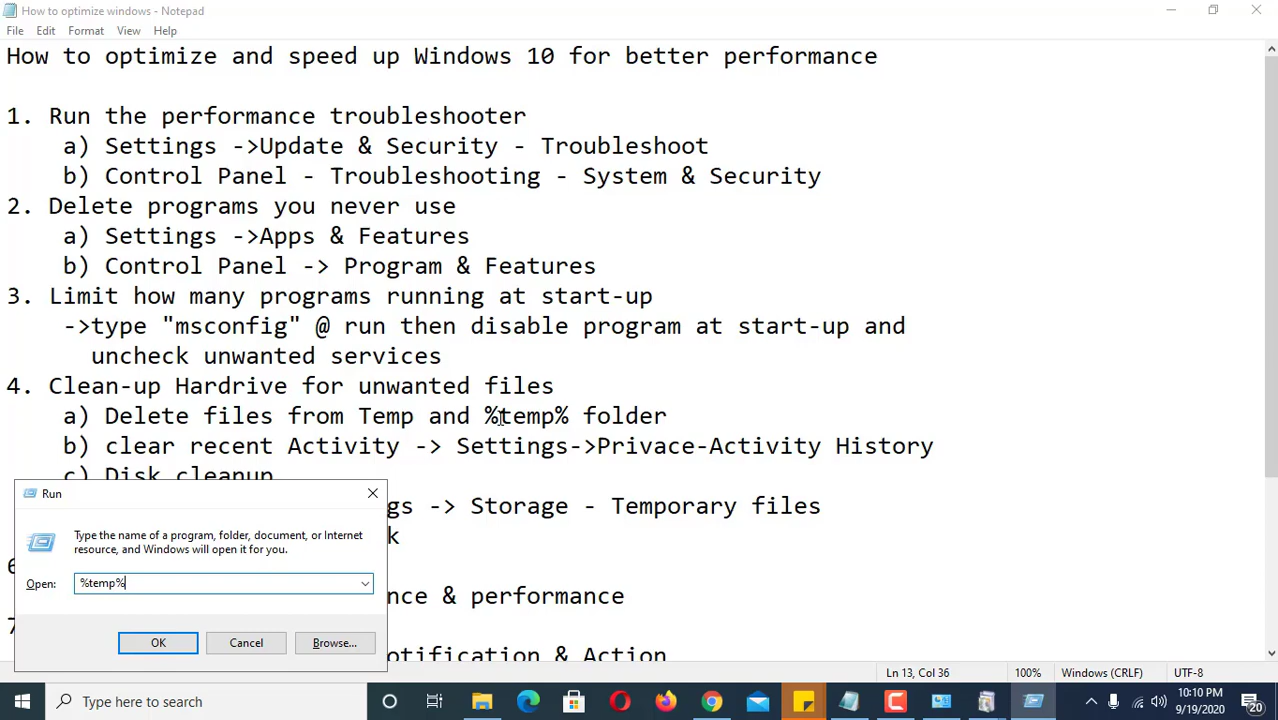 How to optimize windows - Notepad
File Edit Format View Help
How to optimize and speed up Windows 10 for better performance
1. Run the performance troubleshooter
a) Settings ->Update & Security - Troubleshoot
b) Control Panel - Troubleshooting - System & Security
2. Delete programs you never use
a) Settings ->Apps & Features
b) Control Panel -> Program & Features
3. Limit how many programs running at start-up
->type "msconfig" @ run then disable program at start-up and
uncheck unwanted services
4. Clean-up Hardrive for unwanted files
a) Delete files from Temp and %temp% folder
b) clear recent Activity -> Settings->Privace-Activity History
c) Disk cleanup
gs -> Storage - Temporary files
k
6
nce & performance
7
otification & Action
Run
Type the name of a program, folder, document, or Internet
resource, and Windows will open it for you.
Open: %temp%
OK Cancel Browse...
Ln 13, Col 36 100% Windows (CRLF) UTF-8
Type here to search
10:10 PM
9/19/2020
20